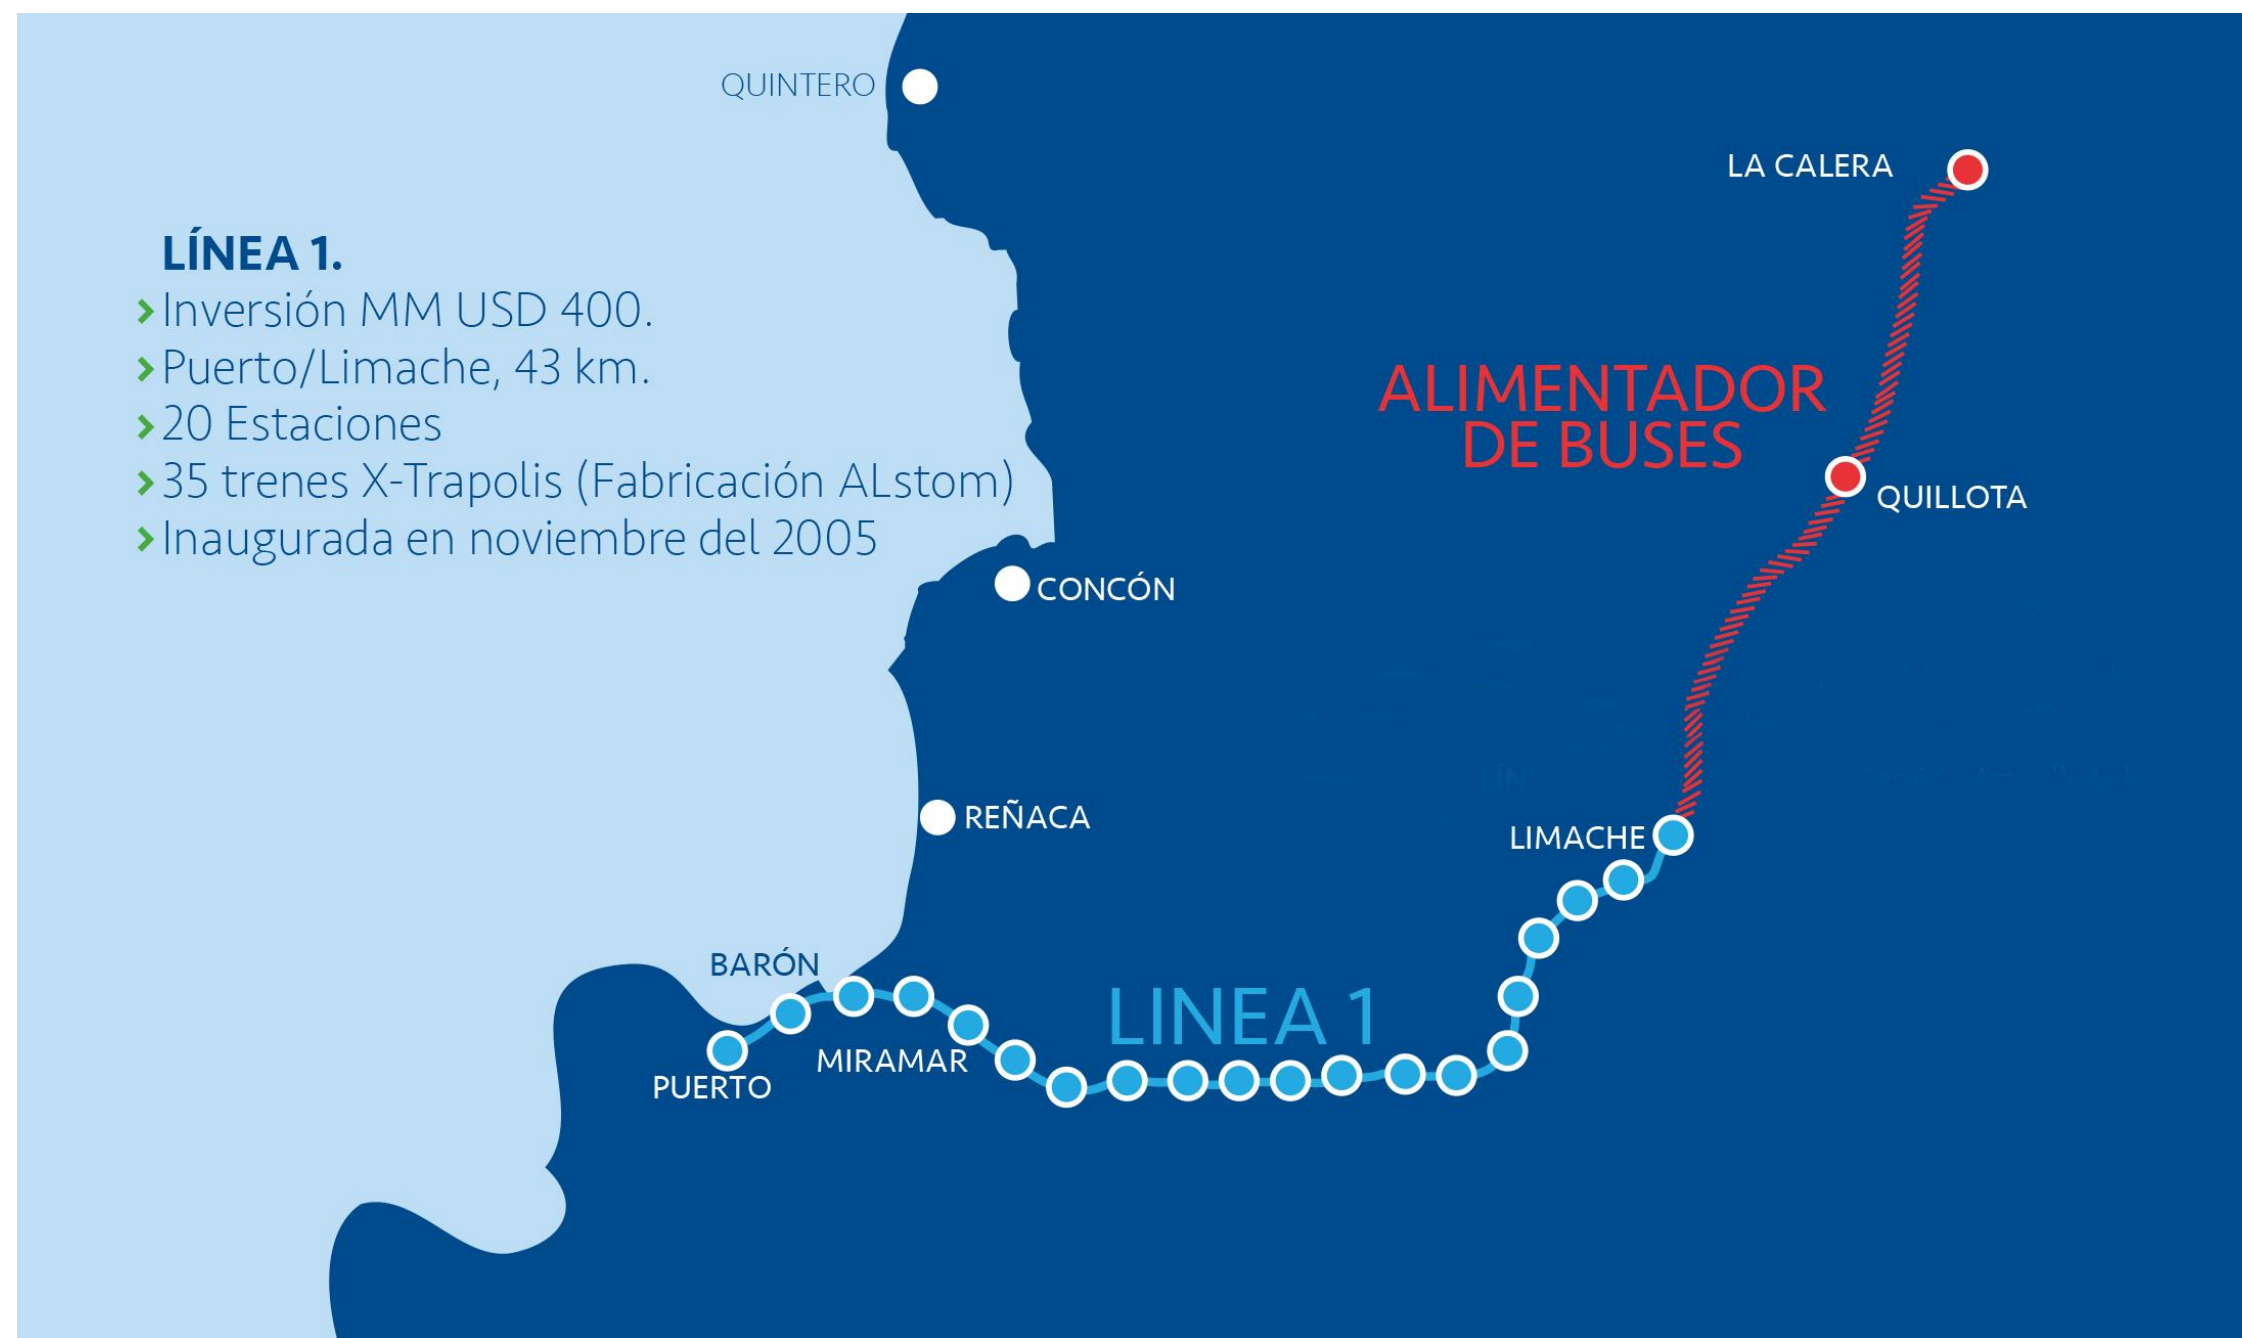 QUINTERO
LA CALERA
LÍNEA 1.
Inversión MM USD 400.
Puerto/Limache, 43 km.
20 Estaciones
35 trenes X-Trapolis (Fabricación ALstom)
Inaugurada en noviembre del 2005
ALIMENTADOR
DE BUSES
QUILLOTA
CONCÓN
REÑACA
LIMACHE
BARÓN
LINEA 1
MIRAMAR
PUERTO